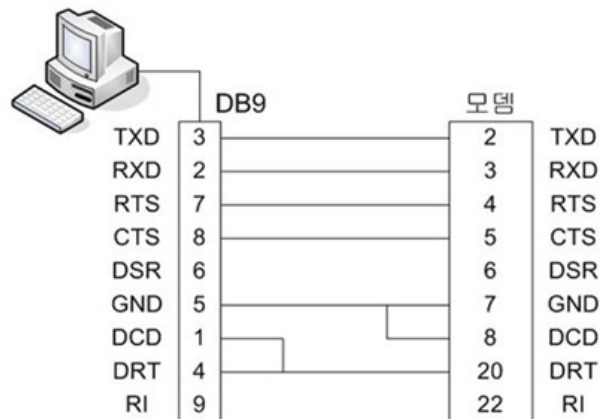 DB9 모뎀
TXD 3 2 TXD
RXD 2 3 RXD
RTS 7 4 RTS
CTS 8 5 CTS
DSR 6 6 DSR
GND 5 7 GND
DCD 1 8 DCD
DRT 4 20 DRT
RI 9 22 RI